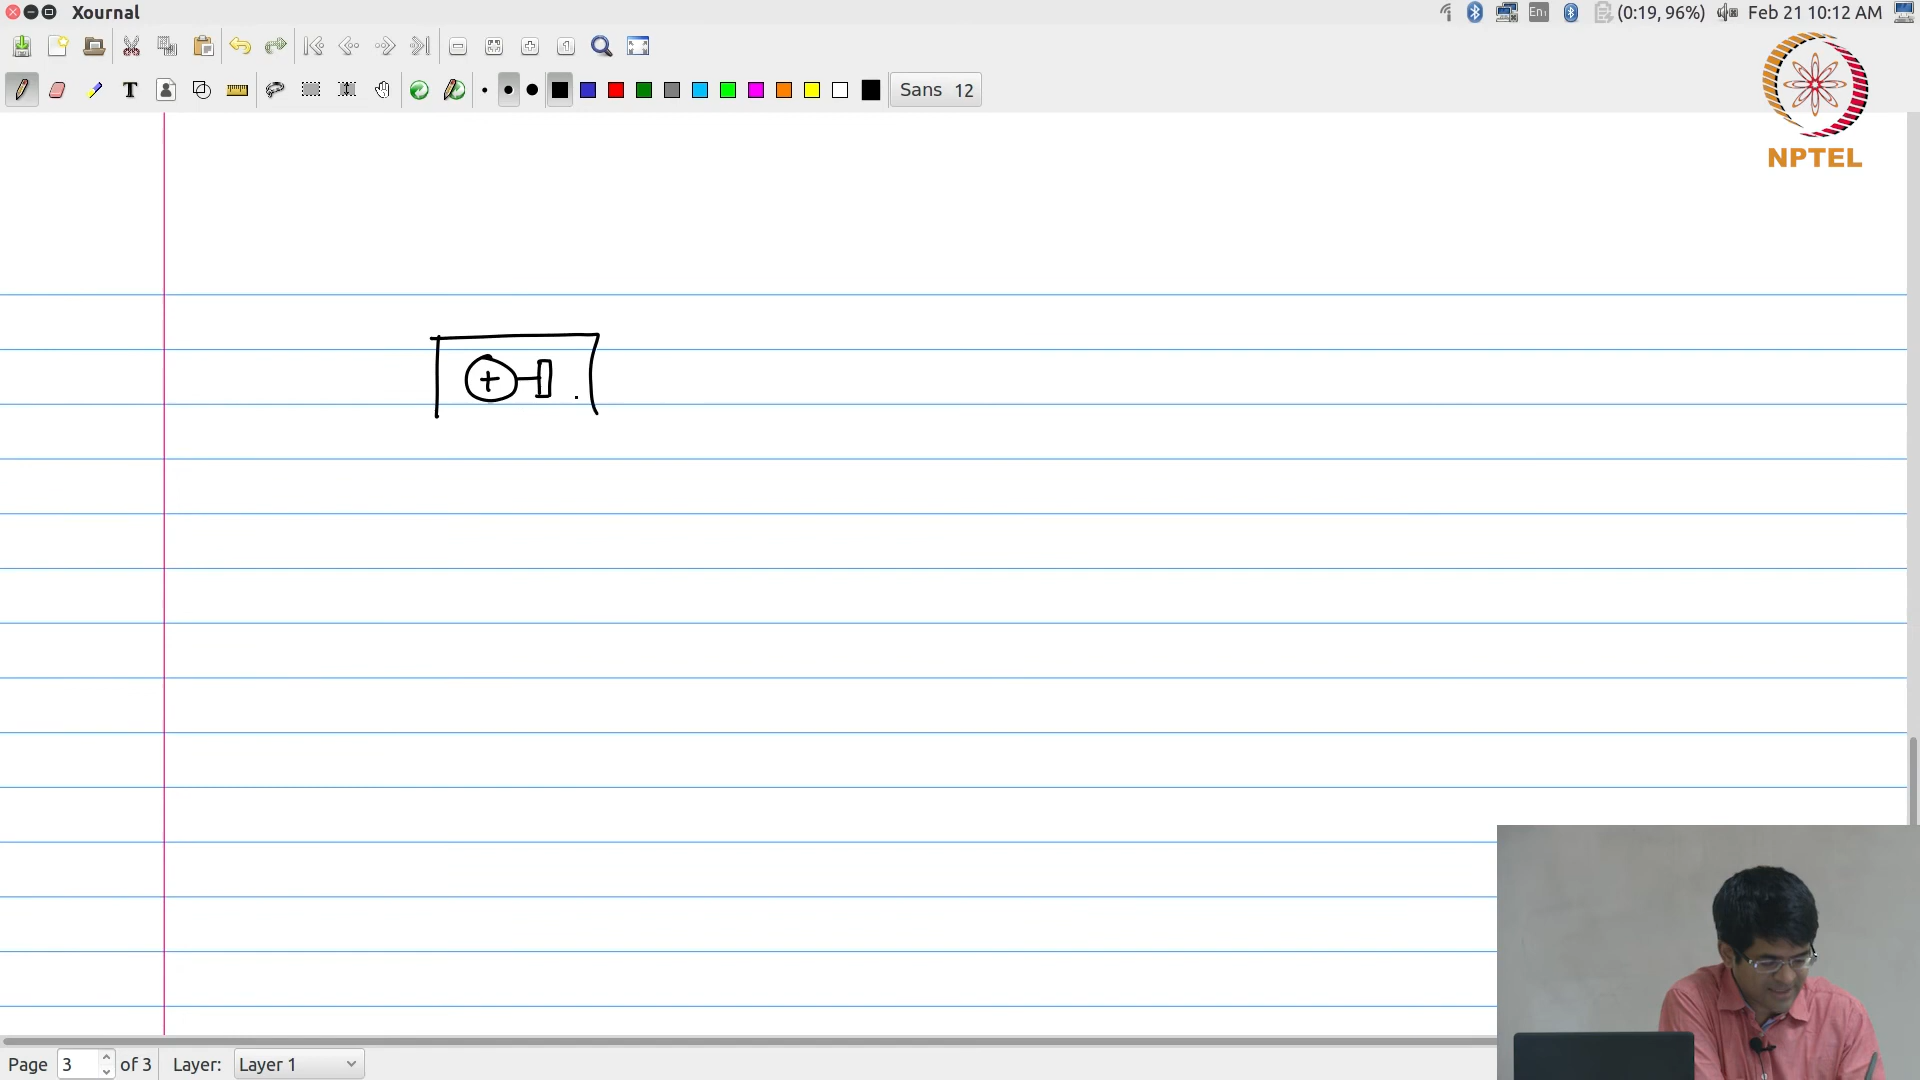 Xournal
En1
(0:19, 96%)
Feb 21 10:12 AM
T
Sans 12
NPTEL
+
Page 3 of 3 Layer: Layer 1